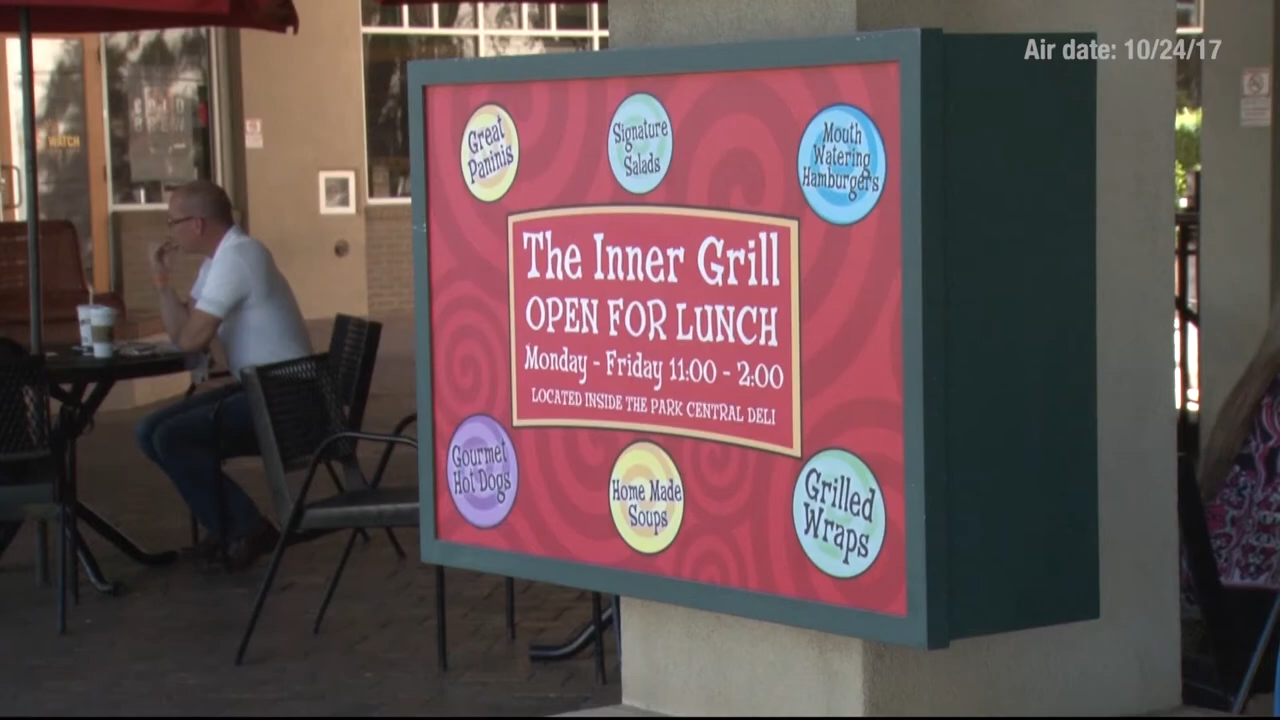 Air date: 10/24/17
Great
Paninis
Signature
Salads
Mouth
Watering
Hamburgers
The Inner Grill
OPEN FOR LUNCH
Monday - Friday 11:00 - 2:00
LOCATED INSIDE THE PARK CENTRAL DELI
Gourmet
Hot Dogs
Home Made
Soups
Grilled
Wraps
WATCH